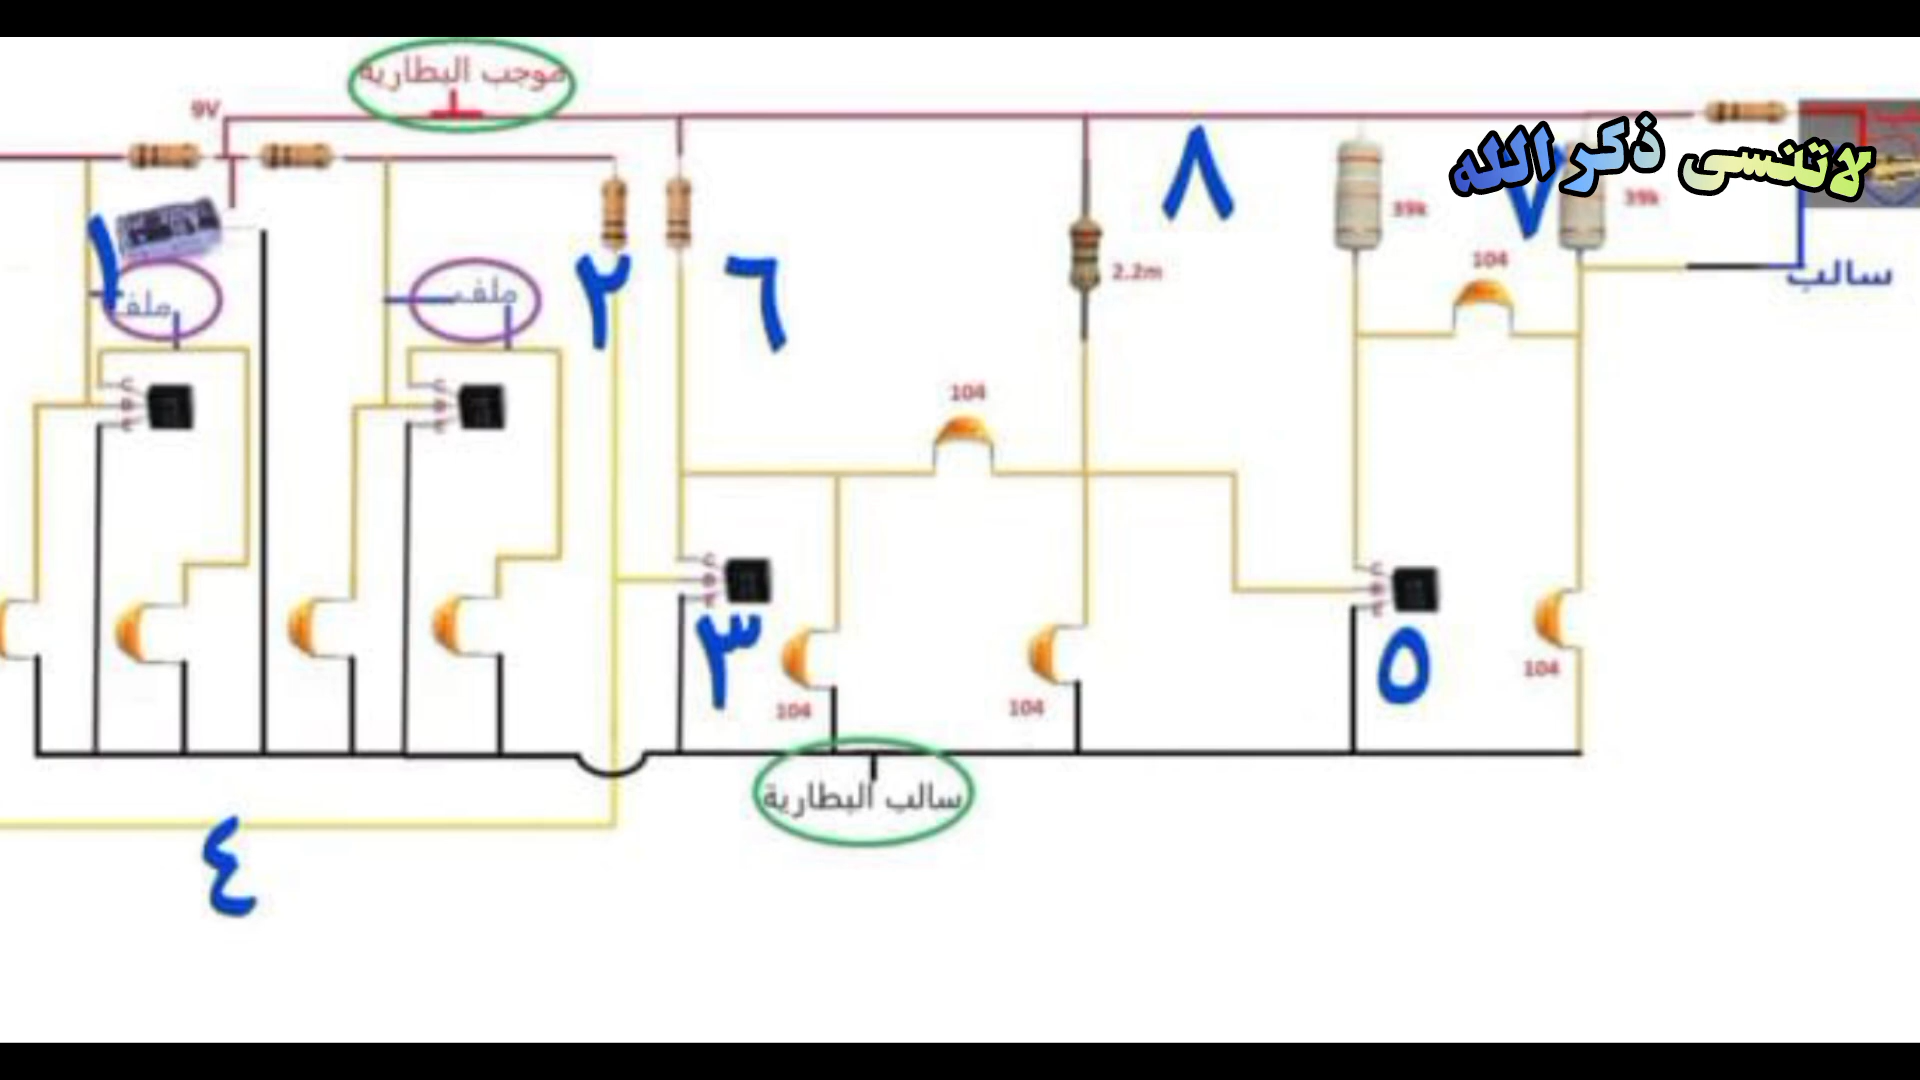 موجب البطارية
9V
لاتنسى ذكر الله
٨
٧
39k
39k
١
ملف
ملف
٢
٦
2.2m
104
سالب
104
C
B
E
C
B
E
C
B
E
٣
C
B
E
٥
104
104
104
سالب البطارية
٤